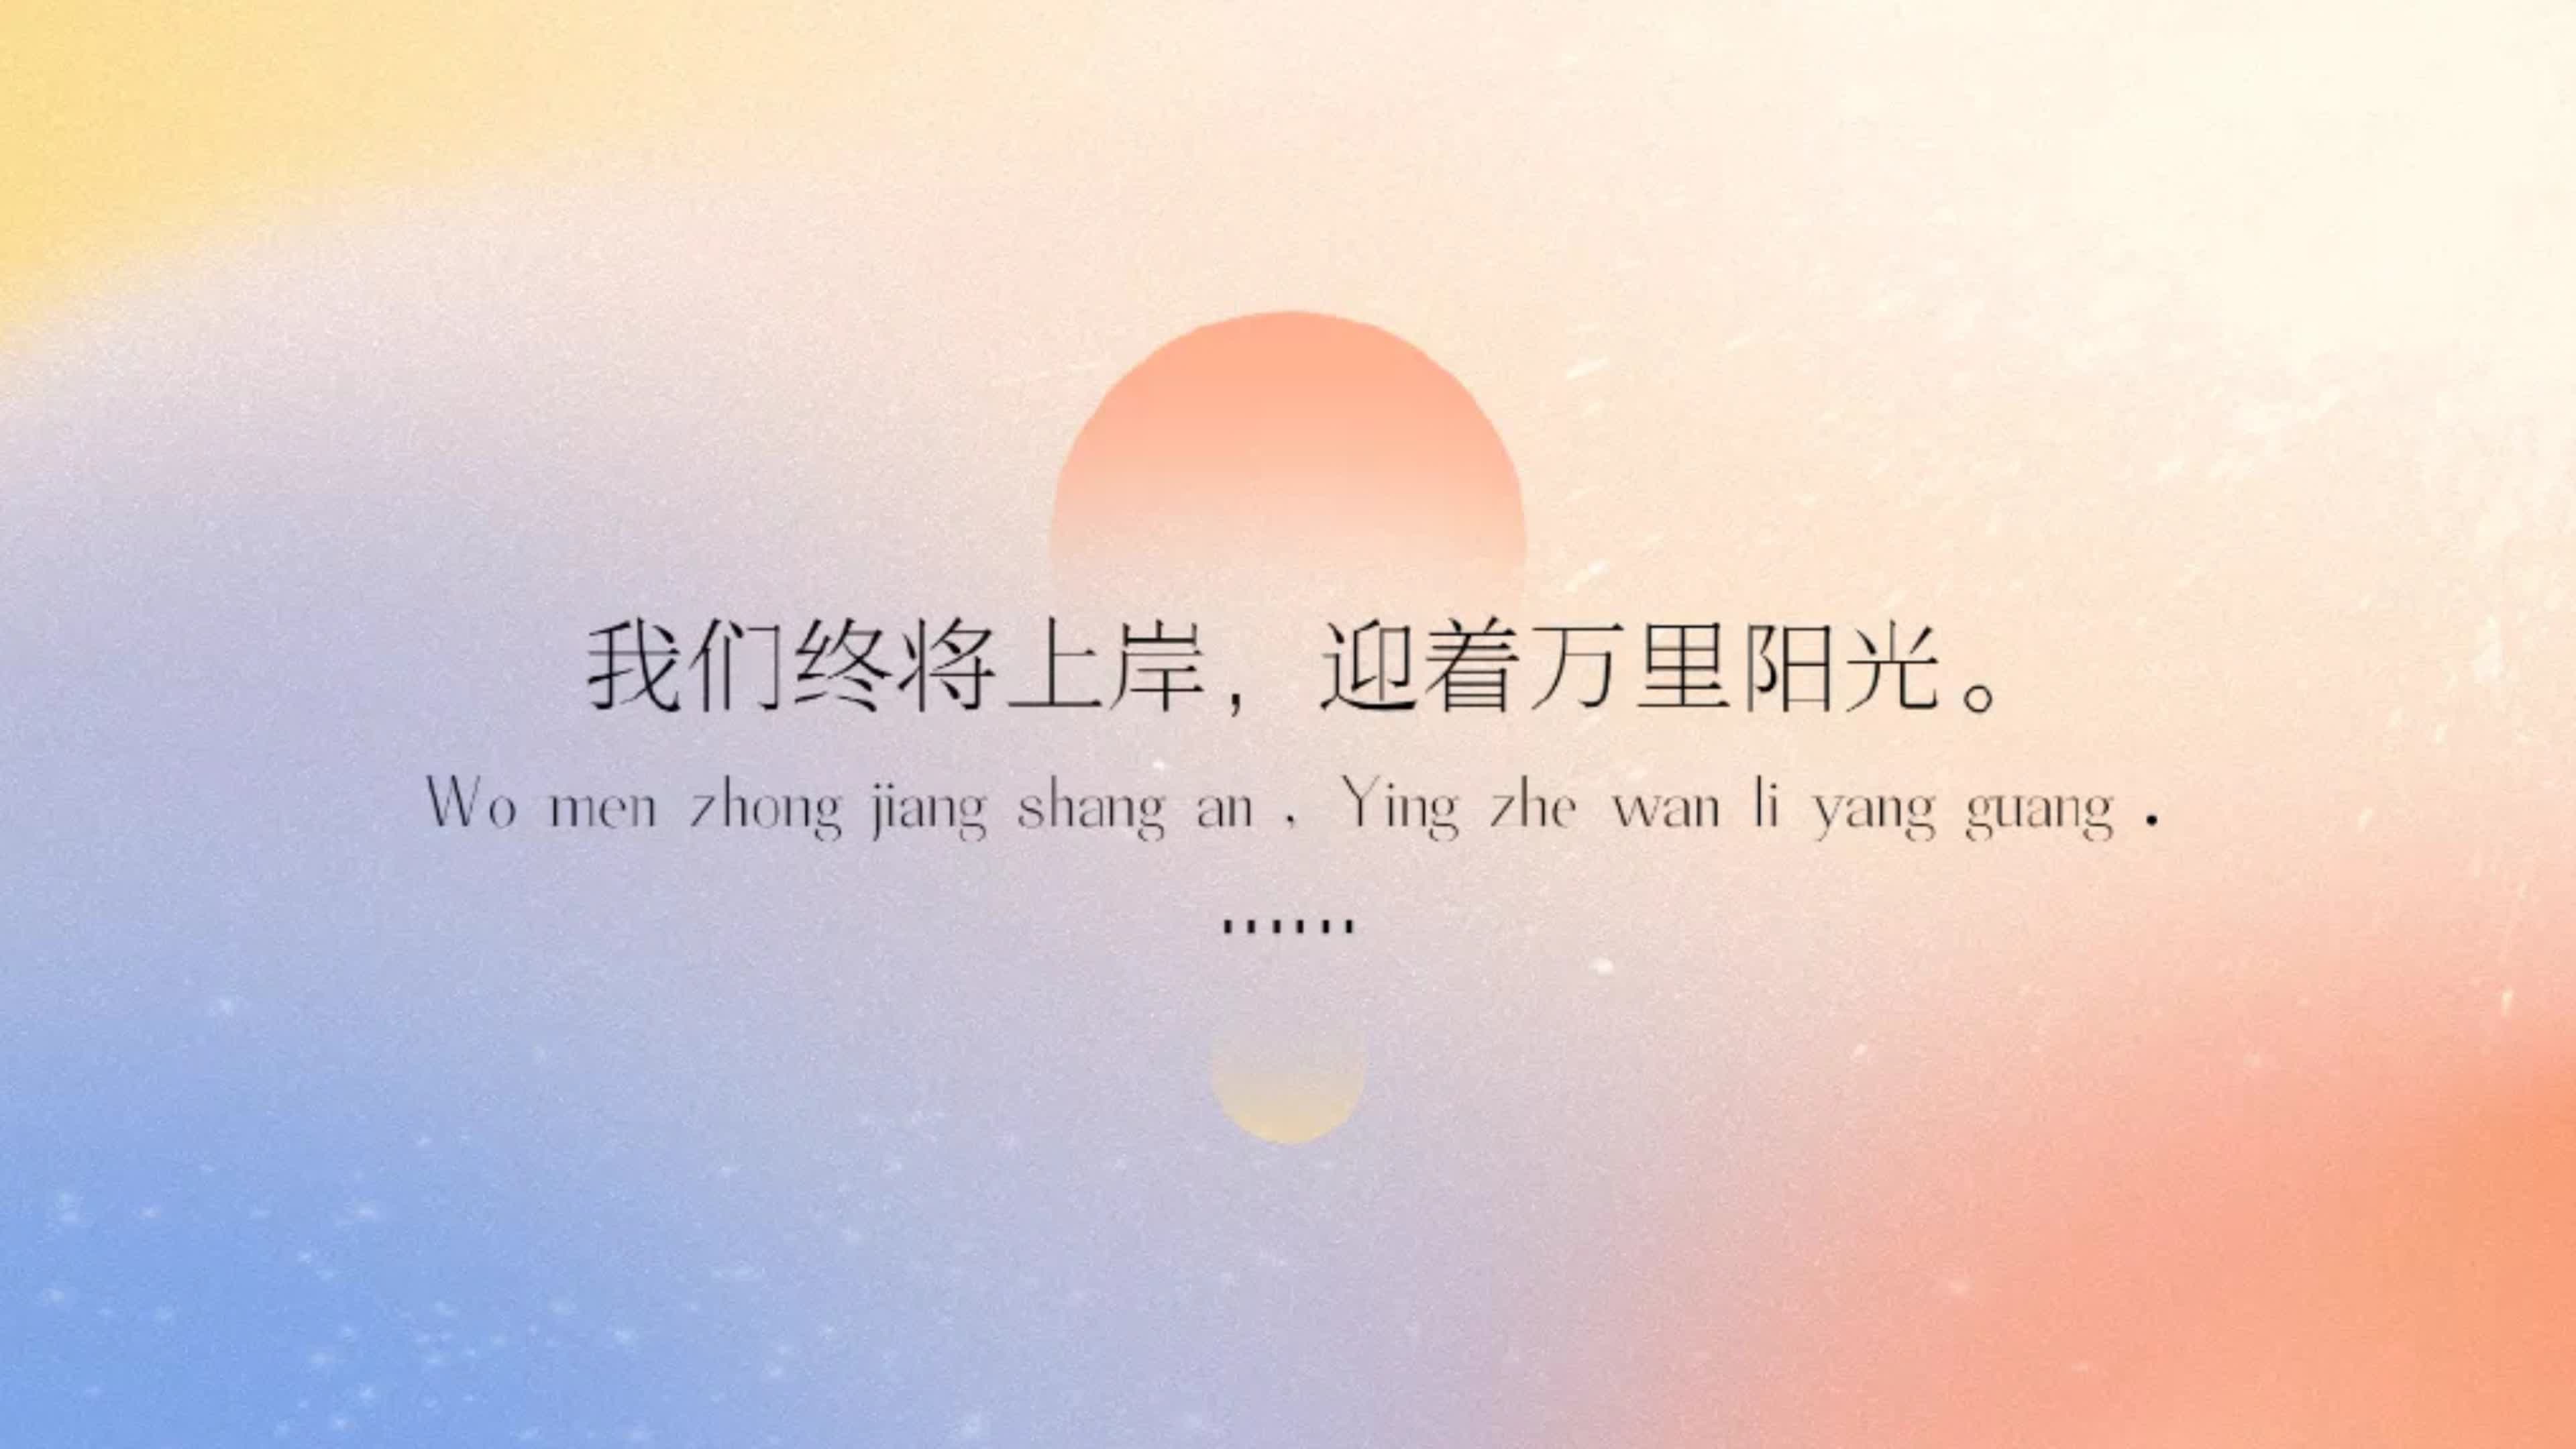 我们终将上岸，迎着万里阳光。
Wo men zhong jiang shang an , Ying zhe wan li yang guang .
......